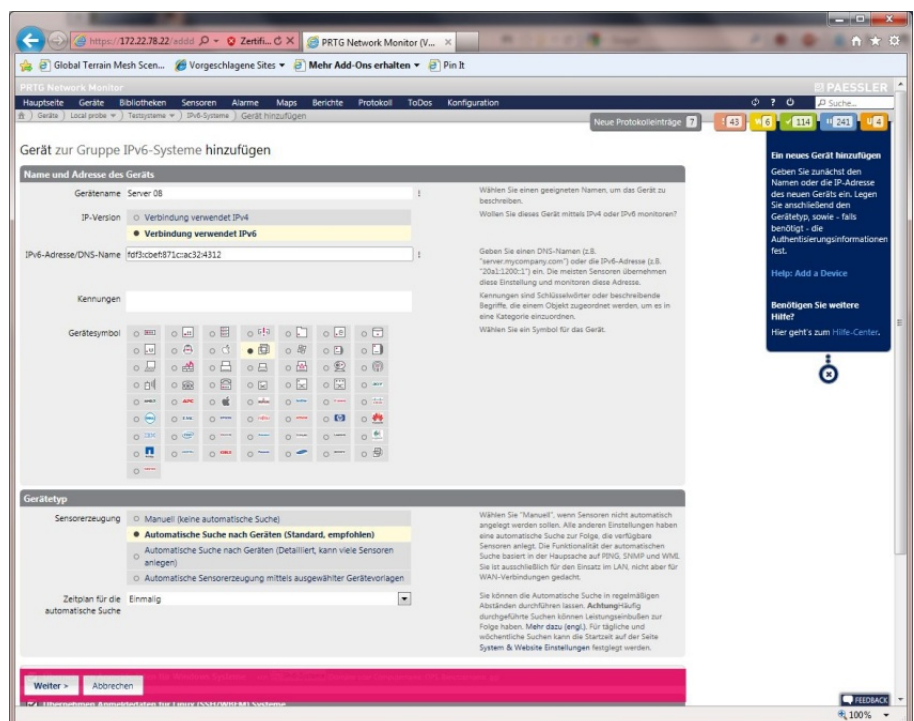 https://172.22.78.22/addd
Zertifi...
PRTG Network Monitor (V...
Global Terrain Mesh Scen...
Vorgeschlagene Sites
Mehr Add-Ons erhalten
Pin It
PRTG Network Monitor
PAESSLER
Hauptseite Geräte Bibliotheken Sensoren Alarme Maps Berichte Protokoll ToDos Konfiguration
Suche...
Geräte Local probe Testsysteme IPv6-Systeme Gerät hinzufügen
Neue Protokolleinträge 7
43 6 114 241 4
Gerät zur Gruppe IPv6-Systeme hinzufügen
Name und Adresse des Geräts
Gerätename Server 08
Wählen Sie einen geeigneten Namen, um das Gerät zu
beschreiben.
IP-Version
Verbindung verwendet IPv4
Verbindung verwendet IPv6
Wollen Sie dieses Gerät mittels IPv4 oder IPv6 monitoren?
IPv6-Adresse/DNS-Name
Geben Sie einen DNS-Namen (z.B.
"server.mycompany.com") oder die IPv6-Adresse (z.B.
"20a1:1200::1") ein. Die meisten Sensoren übernehmen
diese Einstellung und monitoren diese Adresse.
Kennungen
Kennungen sind Schlüsselwörter oder beschreibende
Begriffe, die einem Objekt zugeordnet werden, um es in
eine Kategorie einzuordnen.
Gerätesymbol
Wählen Sie ein Symbol für das Gerät.
Gerätetyp
Sensorerzeugung
Manuell (keine automatische Suche)
Automatische Suche nach Geräten (Standard, empfohlen)
Automatische Suche nach Geräten (Detailliert, kann viele Sensoren
anlegen)
Automatische Sensorerzeugung mittels ausgewählter Gerätevorlagen
Wählen Sie "Manuell", wenn Sensoren nicht automatisch
angelegt werden sollen. Alle anderen Einstellungen haben
eine automatische Suche zur Folge, die verfügbare
Sensoren anlegt. Die Funktionalität der automatischen
Suche basiert in der Hauptsache auf PING, SNMP und WMI.
Sie ist ausschließlich für den Einsatz im LAN, nicht aber für
WAN-Verbindungen gedacht.
Zeitplan für die
automatische Suche
Einmalig
Sie können die Automatische Suche in regelmäßigen
Abständen durchführen lassen. AchtungHäufig
durchgeführte Suchen können Leistungseinbußen zur
Folge haben. Mehr dazu (engl.). Für tägliche und
wöchentliche Suchen kann die Startzeit auf der Seite
System & Website Einstellungen festgelegt werden.
Weiter >
Abbrechen
Ein neues Gerät hinzufügen
Geben Sie zunächst den
Namen oder die IP-Adresse
des neuen Geräts ein. Legen
Sie anschließend den
Gerätetyp, sowie - falls
benötigt - die
Authentisierungsinformationen
fest.
Help: Add a Device
Benötigen Sie weitere
Hilfe?
Hier geht's zum Hilfe-Center.
FEEDBACK
100%